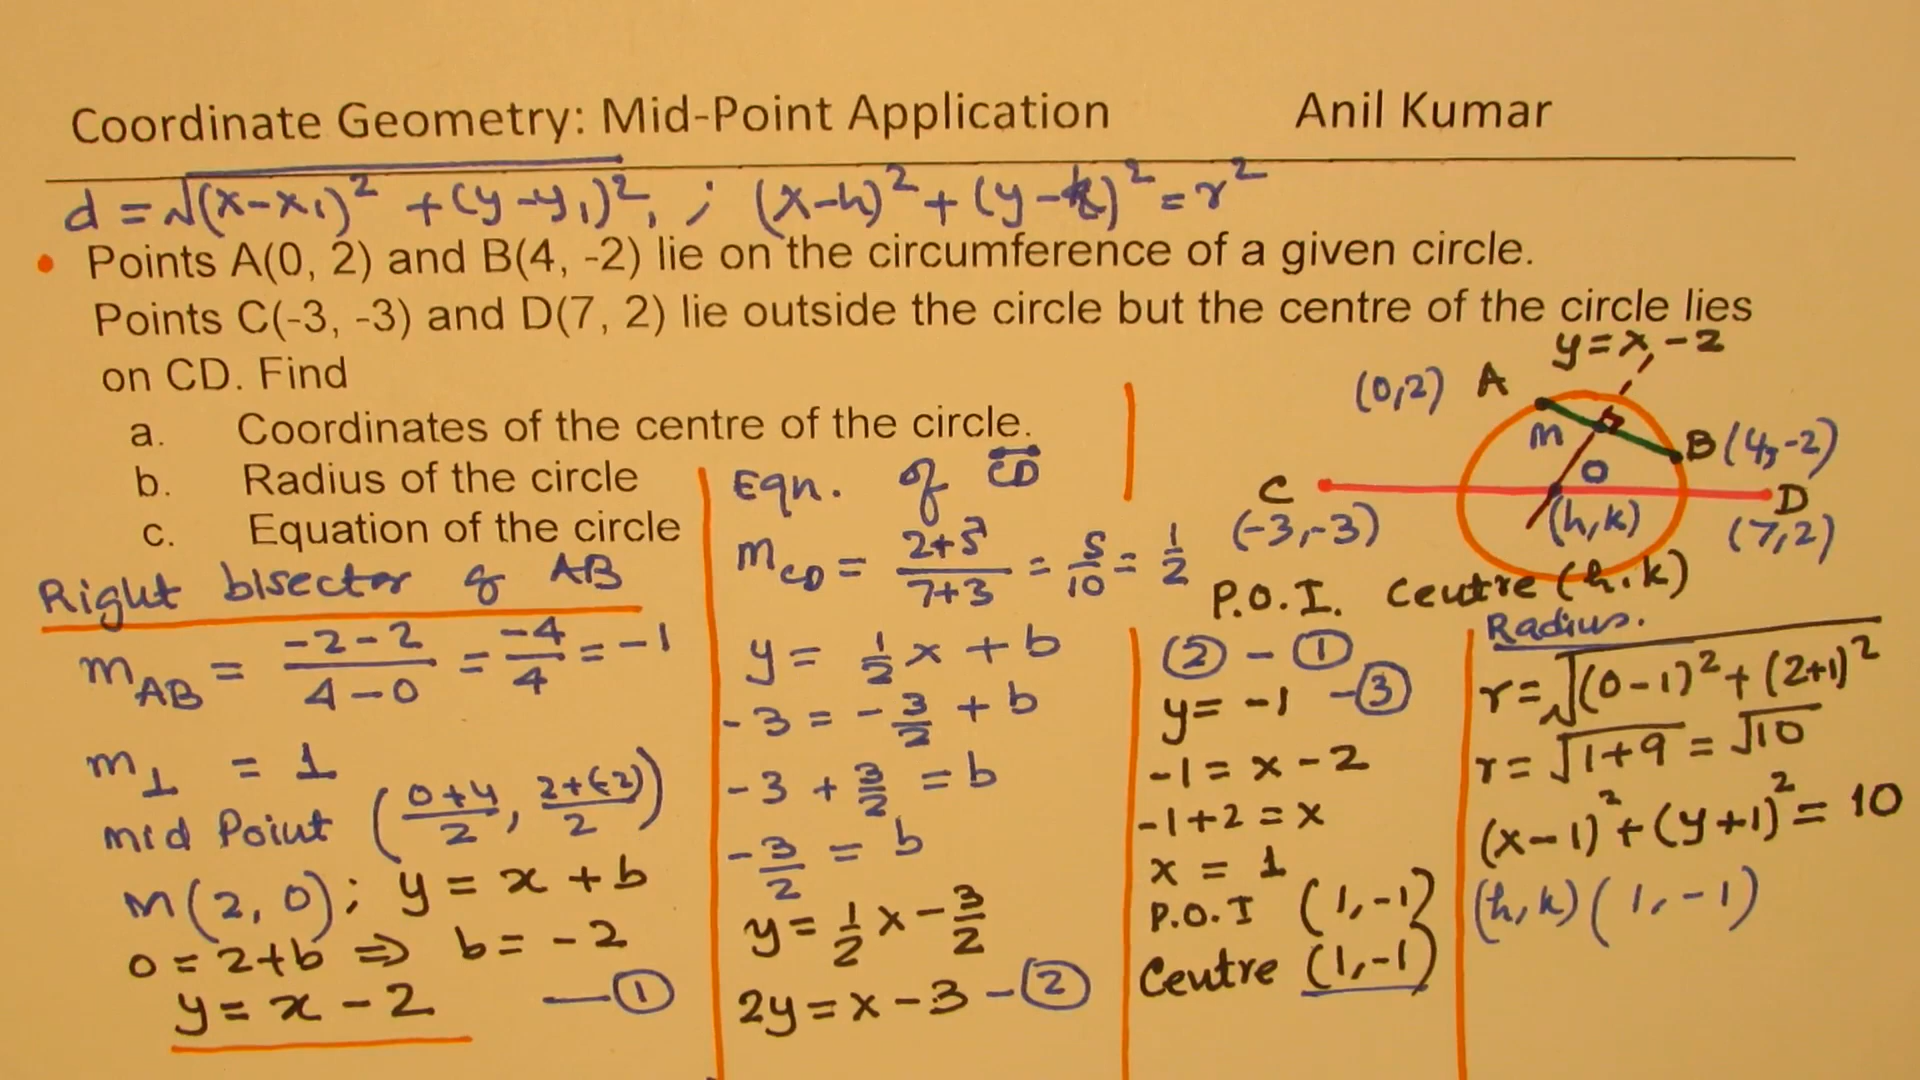 Coordinate Geometry: Mid-Point Application Anil Kumar
d = √(x-x₁)² + (y-y₁)², ; (x-h)² + (y-k)² = r²
• Points A(0, 2) and B(4, -2) lie on the circumference of a given circle.
Points C(-3, -3) and D(7, 2) lie outside the circle but the centre of the circle lies
on CD. Find
a. Coordinates of the centre of the circle.
b. Radius of the circle
c. Equation of the circle
y = x - 2
(0,2) A
m
B (4, -2)
O
C
(-3, -3)
(h, k)
D
(7, 2)
Right bisector of AB
m_AB = (-2-2)/(4-0) = -4/4 = -1
m⊥ = 1
mid Point ((0+4)/2, (2+(-2))/2)
M(2, 0); y = x + b
0 = 2+b ⇒ b = -2
y = x - 2 —①
Eqn. of CD
m_CD = (2+3)/(7+3) = 5/10 = 1/2
y = 1/2 x + b
-3 = -3/2 + b
-3 + 3/2 = b
-3/2 = b
y = 1/2 x - 3/2
2y = x - 3 - ②
P.O.I. Centre (h, k)
② - ①
y = -1 - ③
-1 = x - 2
-1+2 = x
x = 1
P.O.I (1, -1)
Centre (1, -1)
Radius.
r = √(0-1)² + (2+1)²
r = √1+9 = √10
(x-1)² + (y+1)² = 10
(h, k) (1, -1)